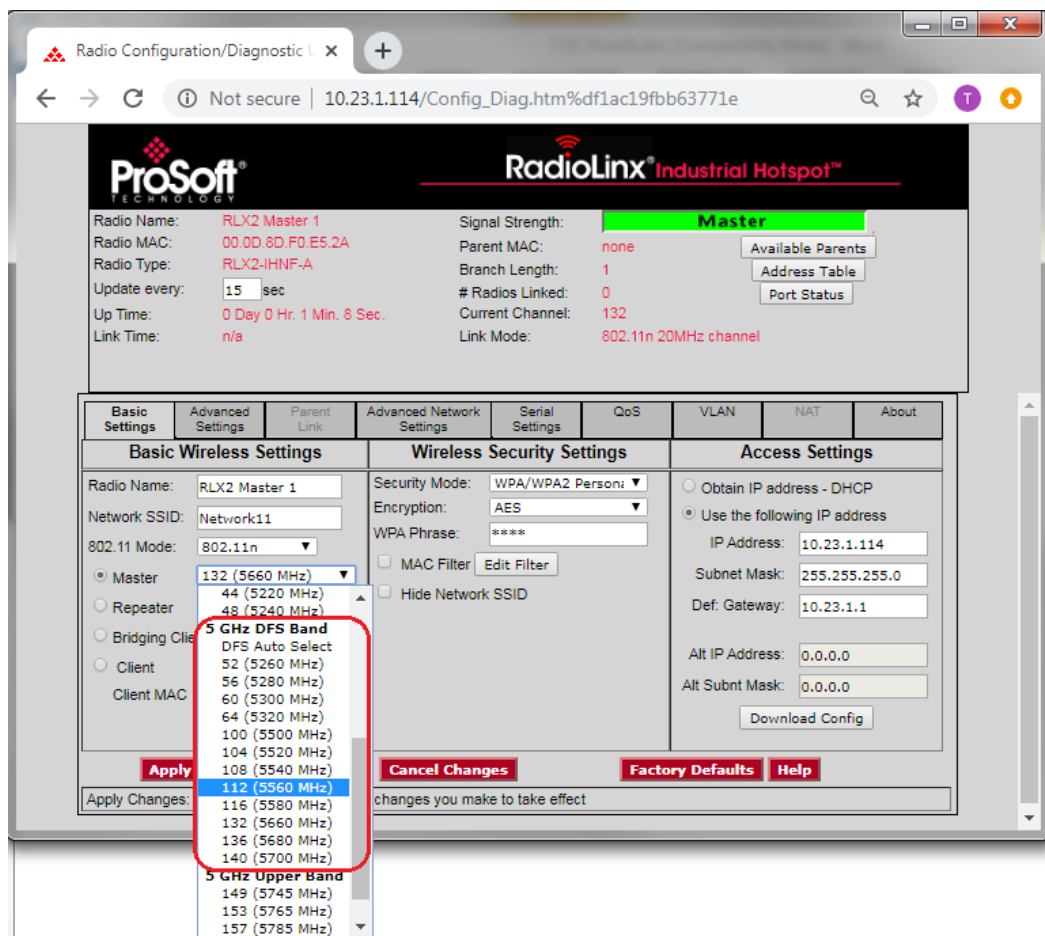 Radio Configuration/Diagnostic U
Not secure | 10.23.1.114/Config_Diag.htm%df1ac19fbb63771e
T
ProSoft®
TECHNOLOGY
RadioLinx® Industrial Hotspot™
Radio Name: RLX2 Master 1
Radio MAC: 00.0D.8D.F0.E5.2A
Radio Type: RLX2-IHNF-A
Update every: 15 sec
Up Time: 0 Day 0 Hr. 1 Min. 8 Sec.
Link Time: n/a
Signal Strength: Master
Parent MAC: none
Branch Length: 1
# Radios Linked: 0
Current Channel: 132
Link Mode: 802.11n 20MHz channel
Available Parents
Address Table
Port Status
Basic Settings
Advanced Settings
Parent Link
Advanced Network Settings
Serial Settings
QoS
VLAN
NAT
About
Basic Wireless Settings
Radio Name: RLX2 Master 1
Network SSID: Network11
802.11 Mode: 802.11n
Master 132 (5660 MHz)
Repeater
Bridging Clie
Client
Client MAC
44 (5220 MHz)
48 (5240 MHz)
5 GHz DFS Band
DFS Auto Select
52 (5260 MHz)
56 (5280 MHz)
60 (5300 MHz)
64 (5320 MHz)
100 (5500 MHz)
104 (5520 MHz)
108 (5540 MHz)
112 (5560 MHz)
116 (5580 MHz)
132 (5660 MHz)
136 (5680 MHz)
140 (5700 MHz)
5 GHz Upper Band
149 (5745 MHz)
153 (5765 MHz)
157 (5785 MHz)
Wireless Security Settings
Security Mode: WPA/WPA2 Persona
Encryption: AES
WPA Phrase: ****
MAC Filter Edit Filter
Hide Network SSID
Access Settings
Obtain IP address - DHCP
Use the following IP address
IP Address: 10.23.1.114
Subnet Mask: 255.255.255.0
Def: Gateway: 10.23.1.1
Alt IP Address: 0.0.0.0
Alt Subnt Mask: 0.0.0.0
Download Config
Apply
Cancel Changes
Factory Defaults
Help
Apply Changes: changes you make to take effect